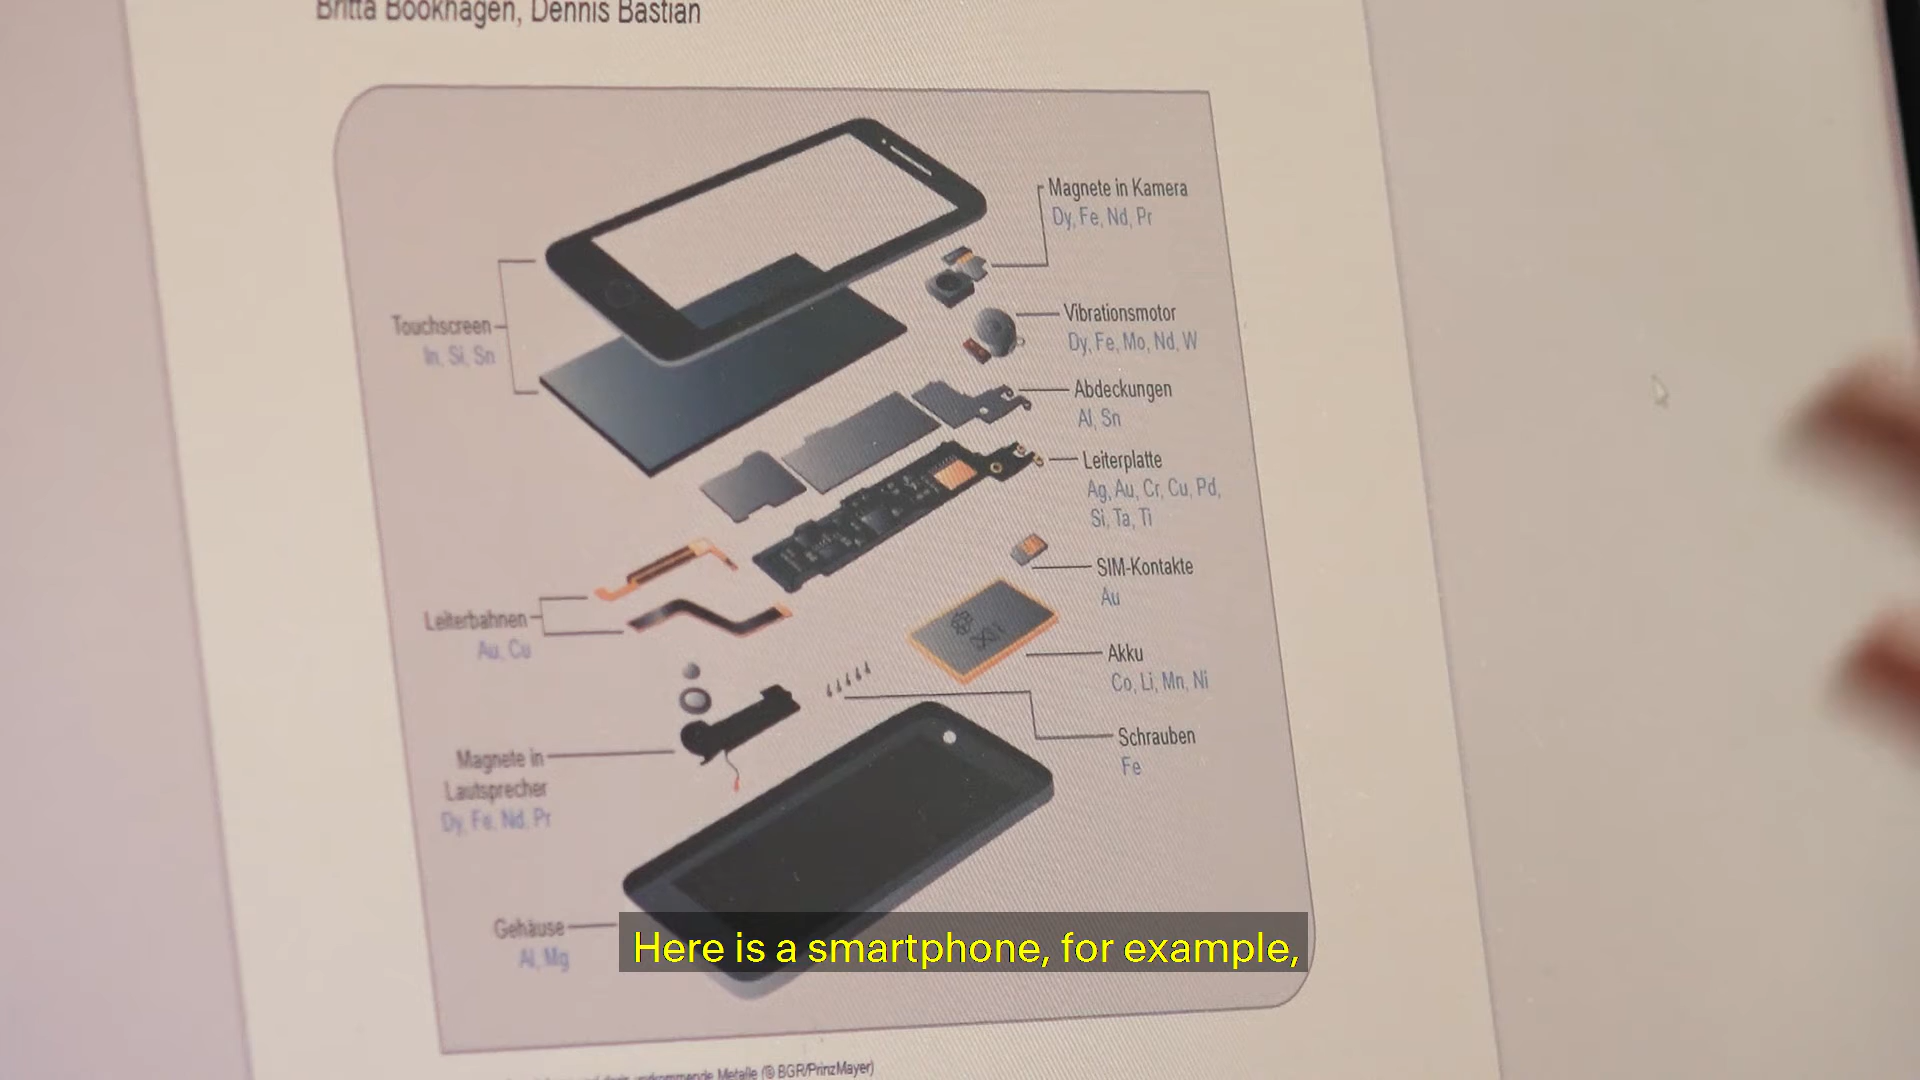 Britta Bookhagen, Dennis Bastian
Magnete in Kamera
Dy, Fe, Nd, Pr
Vibrationsmotor
Dy, Fe, Mo, Nd, W
Touchscreen
In, Si, Sn
Abdeckungen
Al, Sn
Leiterplatte
Ag, Au, Cr, Cu, Pd,
Si, Ta, Ti
SIM-Kontakte
Au
Leiterbahnen
Au, Cu
Akku
Co, Li, Mn, Ni
Schrauben
Fe
Magnete in
Lautsprecher
Dy, Fe, Nd, Pr
Gehäuse
Al, Mg
Here is a smartphone, for example,
vorkommende Metalle (© BGR/PrinzMayer)